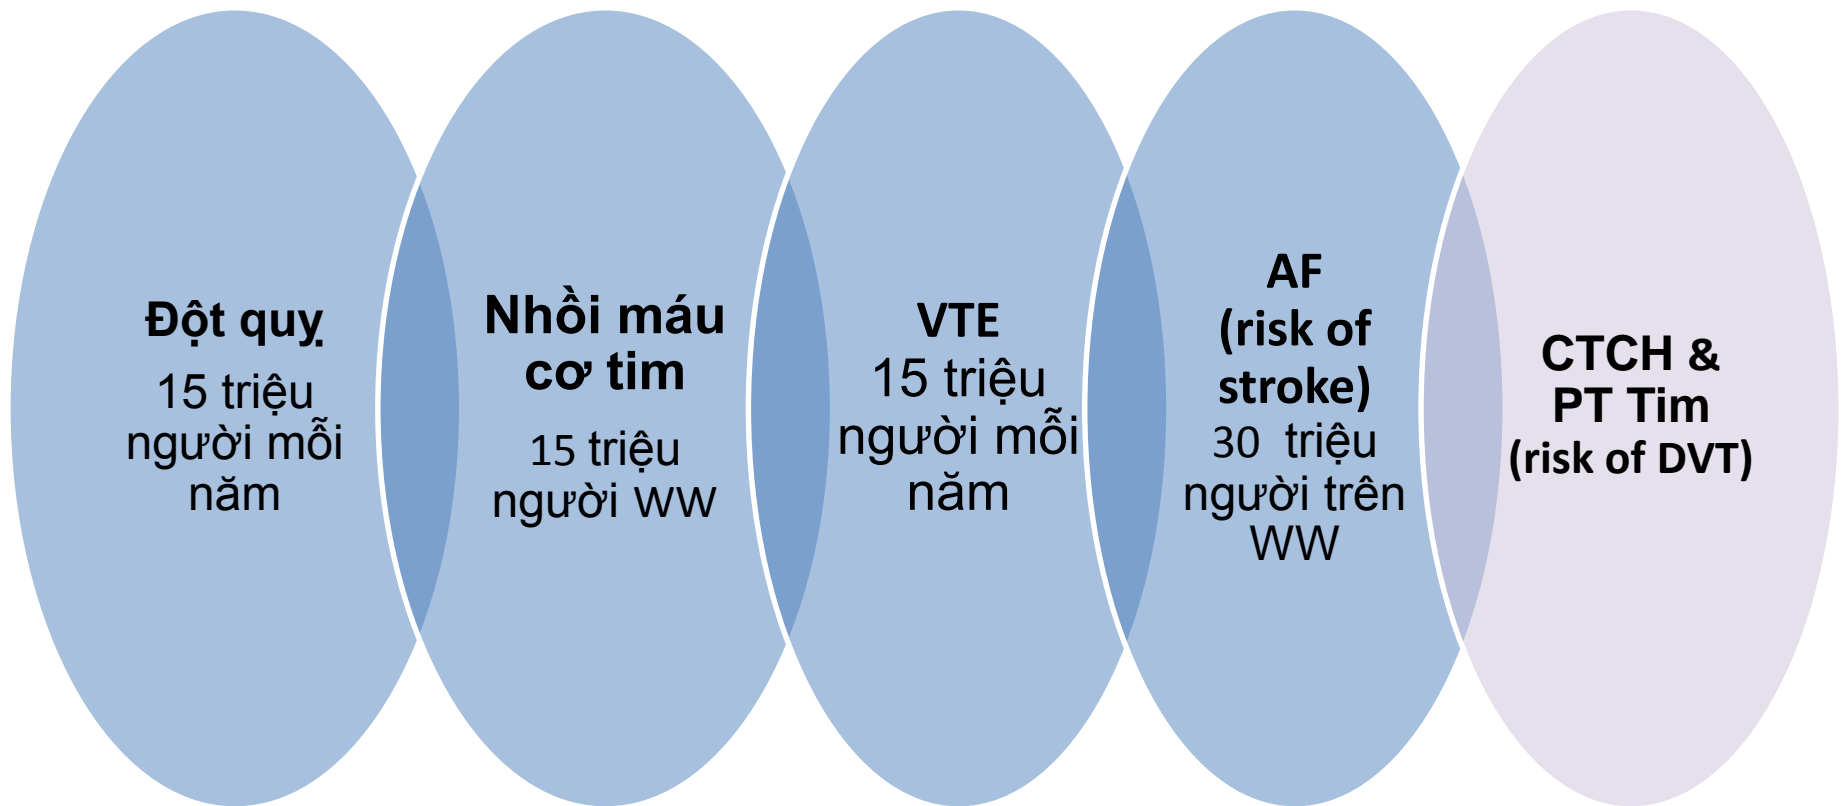 Đột quỵ
15 triệu
người mỗi
năm
Nhồi máu
cơ tim
15 triệu
người WW
VTE
15 triệu
người mỗi
năm
AF
(risk of
stroke)
30 triệu
người trên
WW
CTCH &
PT Tim
(risk of DVT)